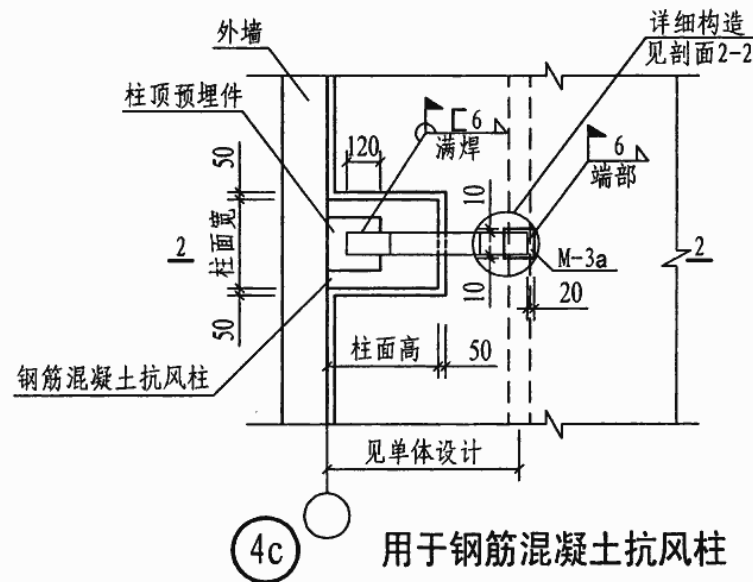 外墙
详细构造
见剖面2-2
柱顶预埋件
6
满焊
6
端部
50
120
10
柱面宽
2
2
M-3a
10
20
50
柱面高
50
钢筋混凝土抗风柱
见单体设计
4c
用于钢筋混凝土抗风柱